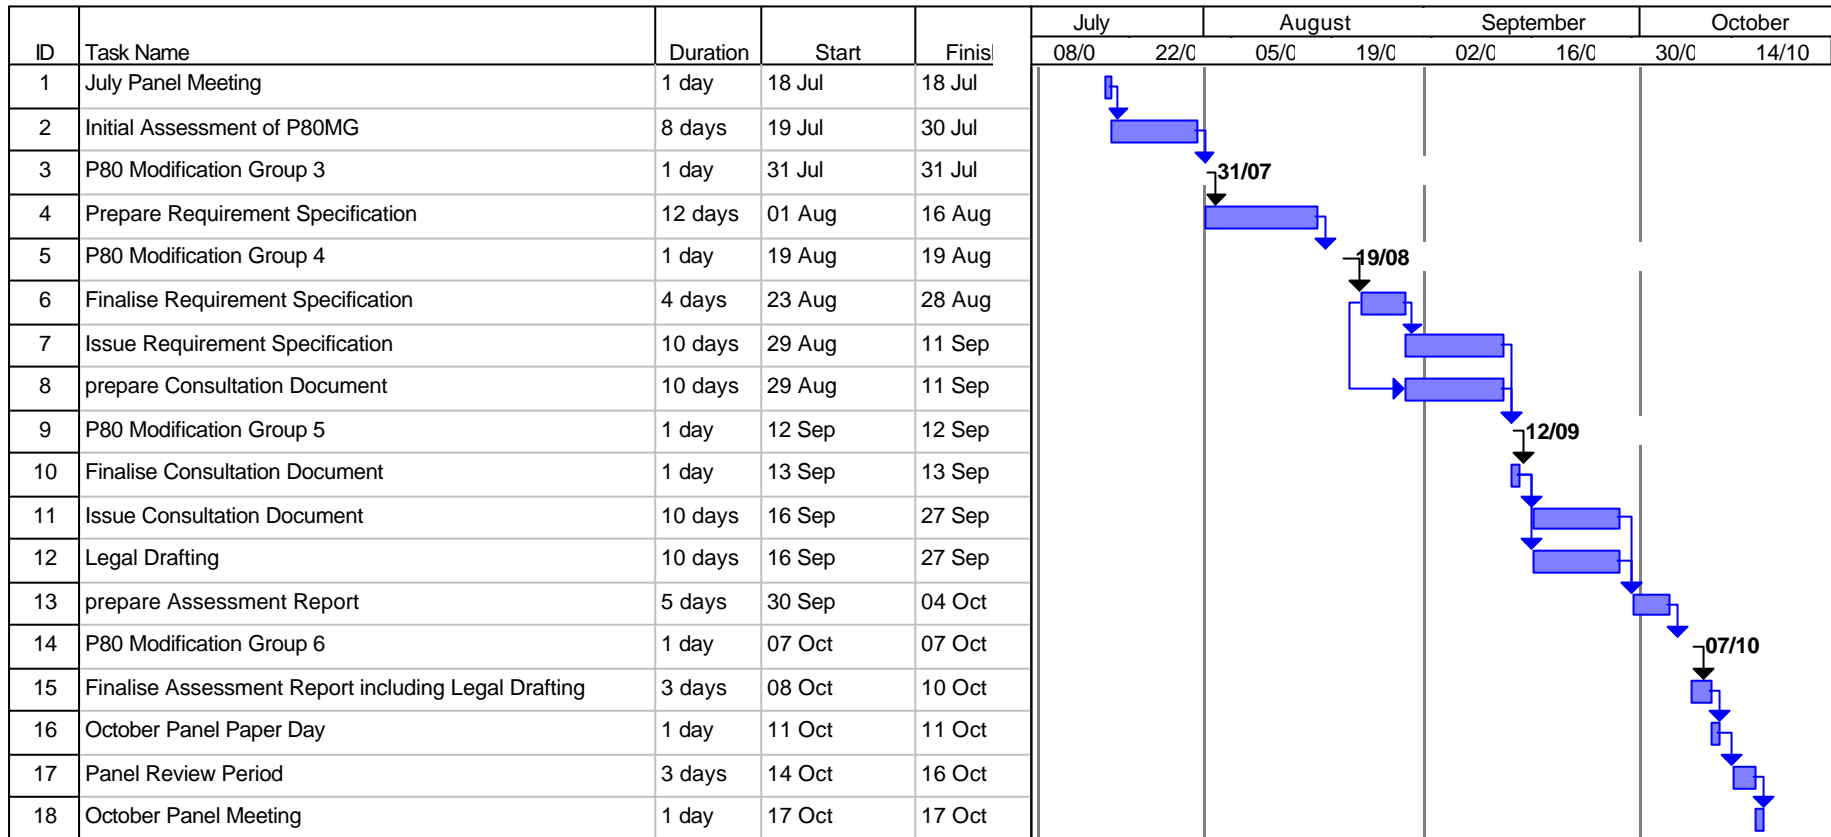 July August September October
ID Task Name Duration Start Finis 08/0 22/0 05/0 19/0 02/0 16/0 30/0 14/10
1 July Panel Meeting 1 day 18 Jul 18 Jul
2 Initial Assessment of P80MG 8 days 19 Jul 30 Jul
3 P80 Modification Group 3 1 day 31 Jul 31 Jul 31/07
4 Prepare Requirement Specification 12 days 01 Aug 16 Aug
5 P80 Modification Group 4 1 day 19 Aug 19 Aug 19/08
6 Finalise Requirement Specification 4 days 23 Aug 28 Aug
7 Issue Requirement Specification 10 days 29 Aug 11 Sep
8 prepare Consultation Document 10 days 29 Aug 11 Sep
9 P80 Modification Group 5 1 day 12 Sep 12 Sep 12/09
10 Finalise Consultation Document 1 day 13 Sep 13 Sep
11 Issue Consultation Document 10 days 16 Sep 27 Sep
12 Legal Drafting 10 days 16 Sep 27 Sep
13 prepare Assessment Report 5 days 30 Sep 04 Oct
14 P80 Modification Group 6 1 day 07 Oct 07 Oct 07/10
15 Finalise Assessment Report including Legal Drafting 3 days 08 Oct 10 Oct
16 October Panel Paper Day 1 day 11 Oct 11 Oct
17 Panel Review Period 3 days 14 Oct 16 Oct
18 October Panel Meeting 1 day 17 Oct 17 Oct